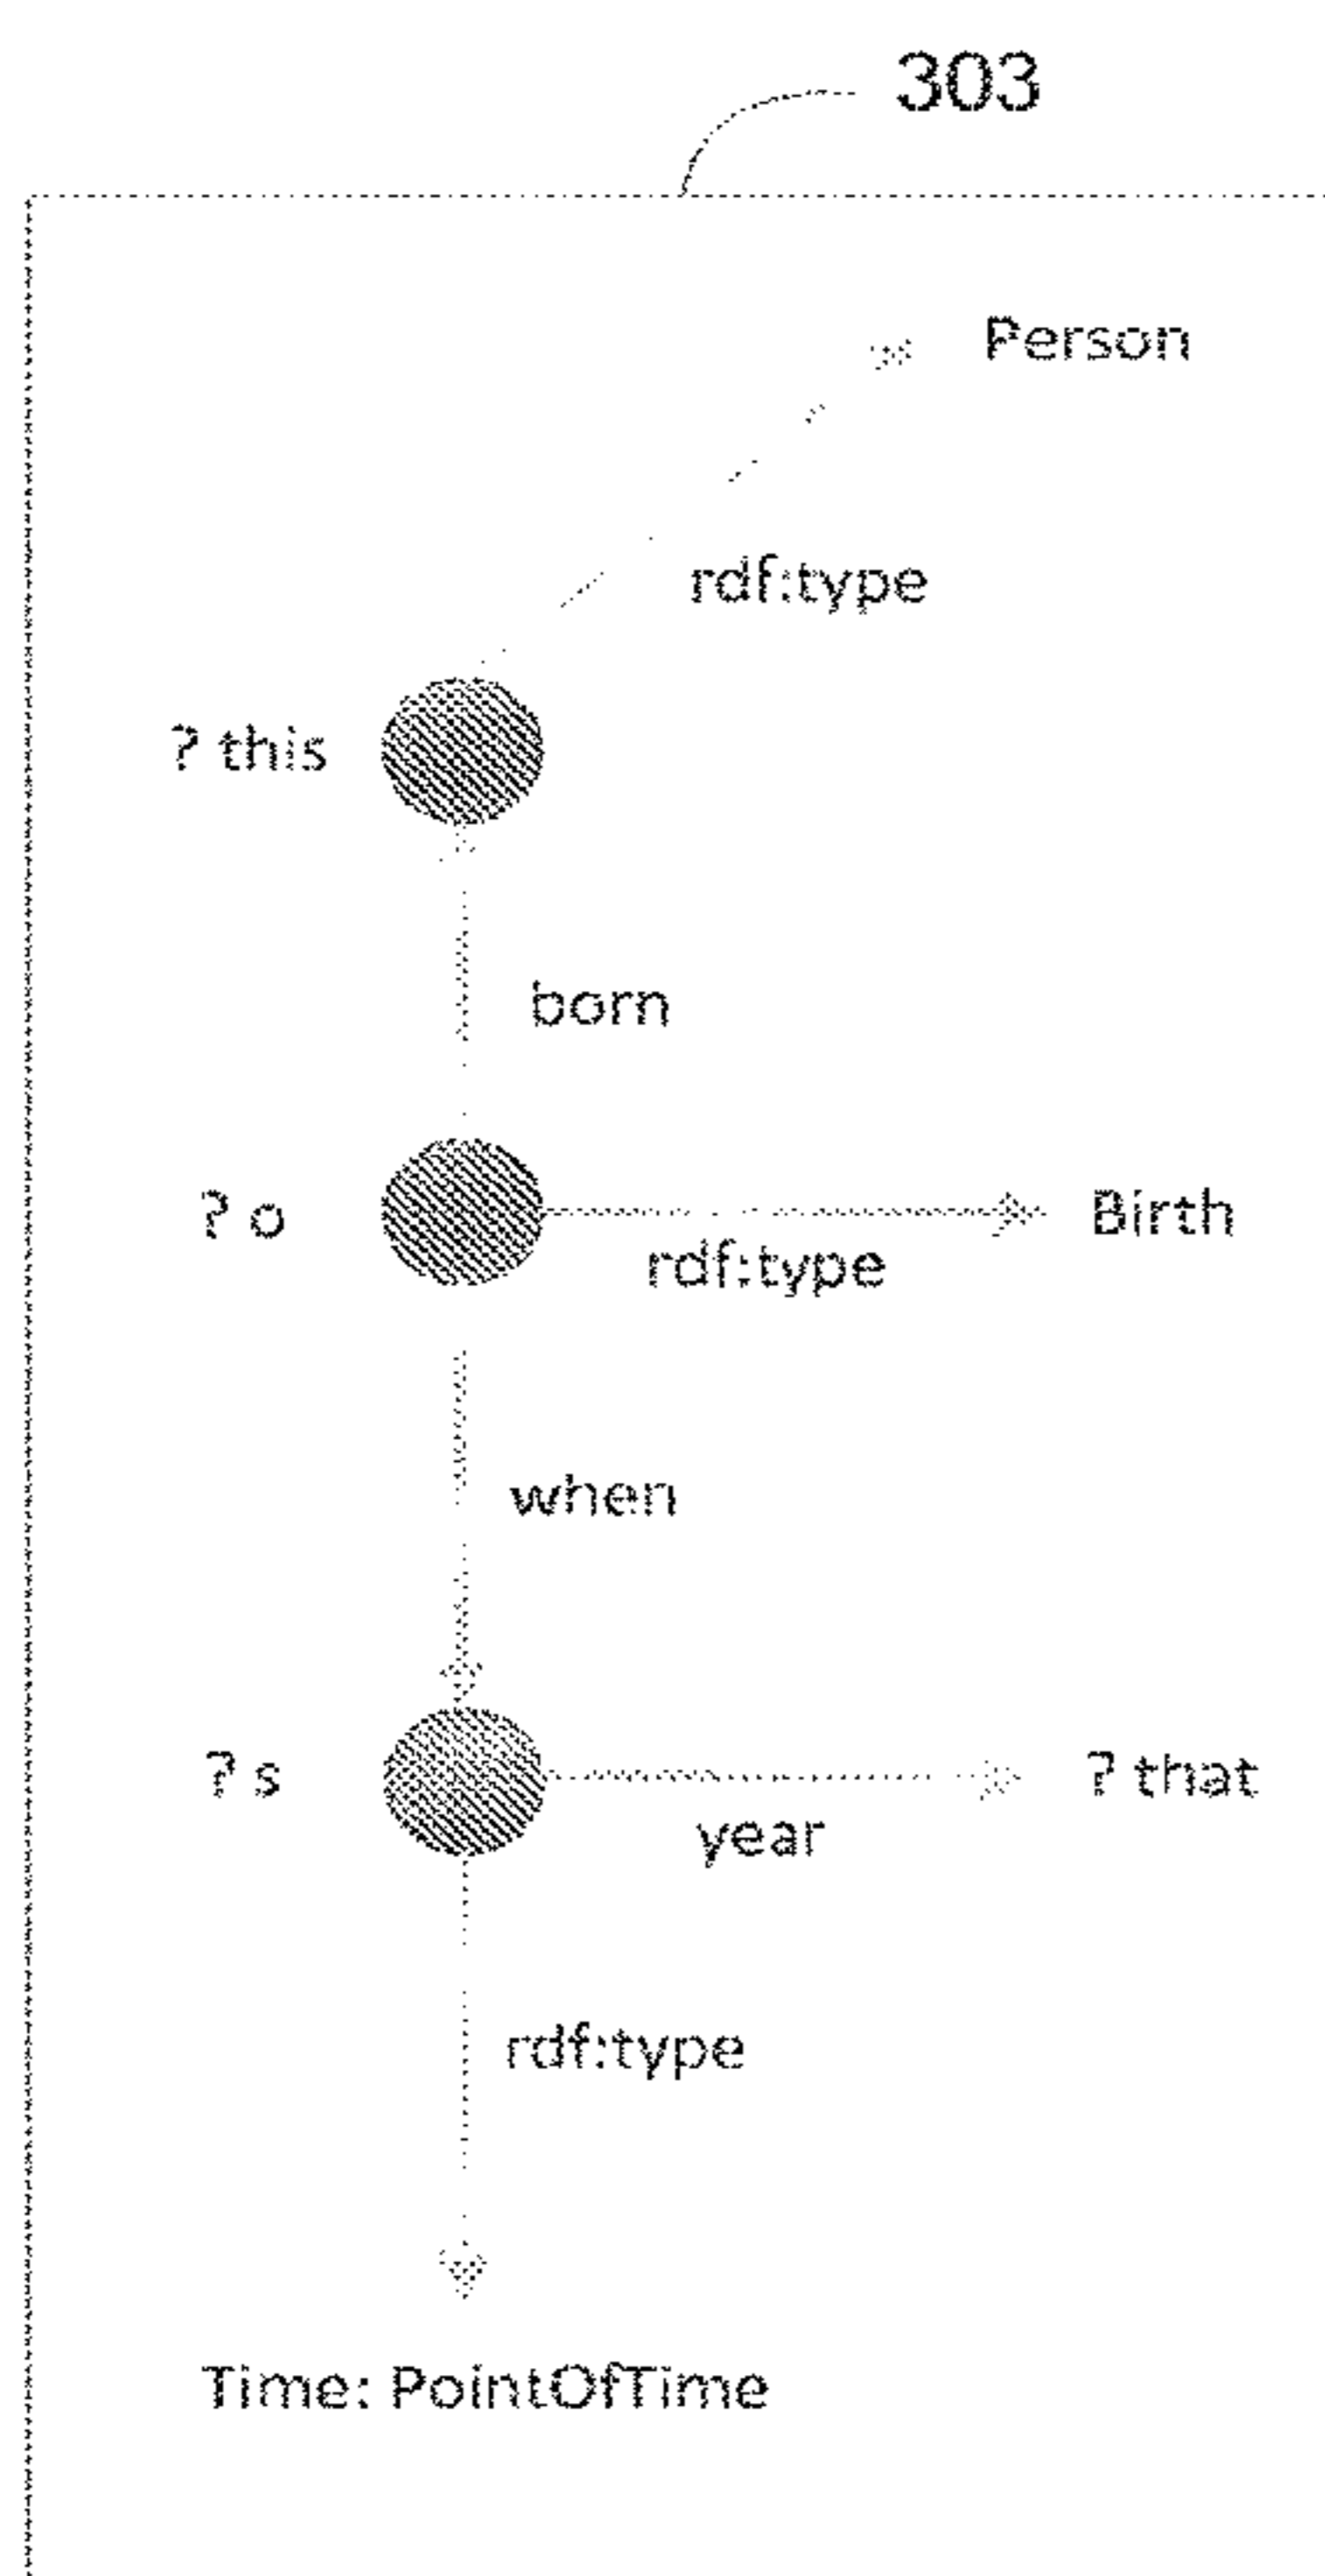 303
Person
rdf:type
? this
born
? o
Birth
rdf:type
when
? s
? that
year
rdf:type
Time: PointOfTime